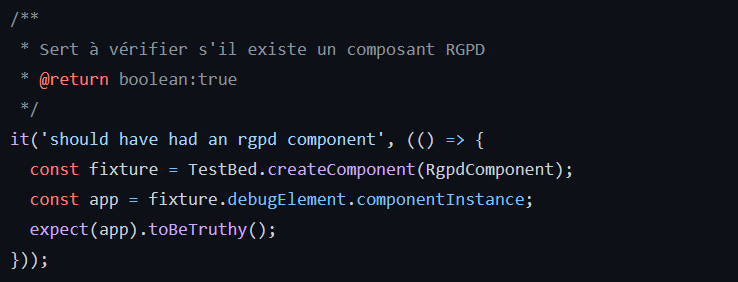 /**
 * Sert à vérifier s'il existe un composant RGPD
 * @return boolean:true
 */
it('should have had an rgpd component', (() => {
  const fixture = TestBed.createComponent(RgpdComponent);
  const app = fixture.debugElement.componentInstance;
  expect(app).toBeTruthy();
}));